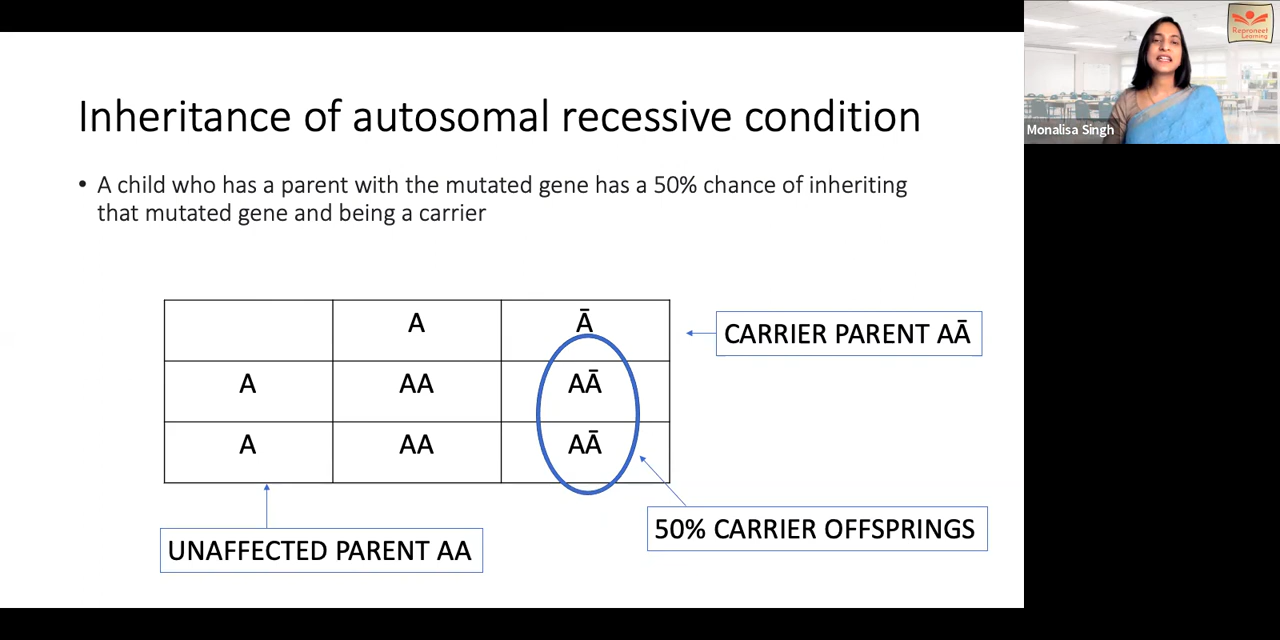 Inheritance of autosomal recessive condition
• A child who has a parent with the mutated gene has a 50% chance of inheriting
that mutated gene and being a carrier
A Ā
A AA AĀ
A AA AĀ
CARRIER PARENT AĀ
50% CARRIER OFFSPRINGS
UNAFFECTED PARENT AA
Repraneet
Learning
Monalisa Singh